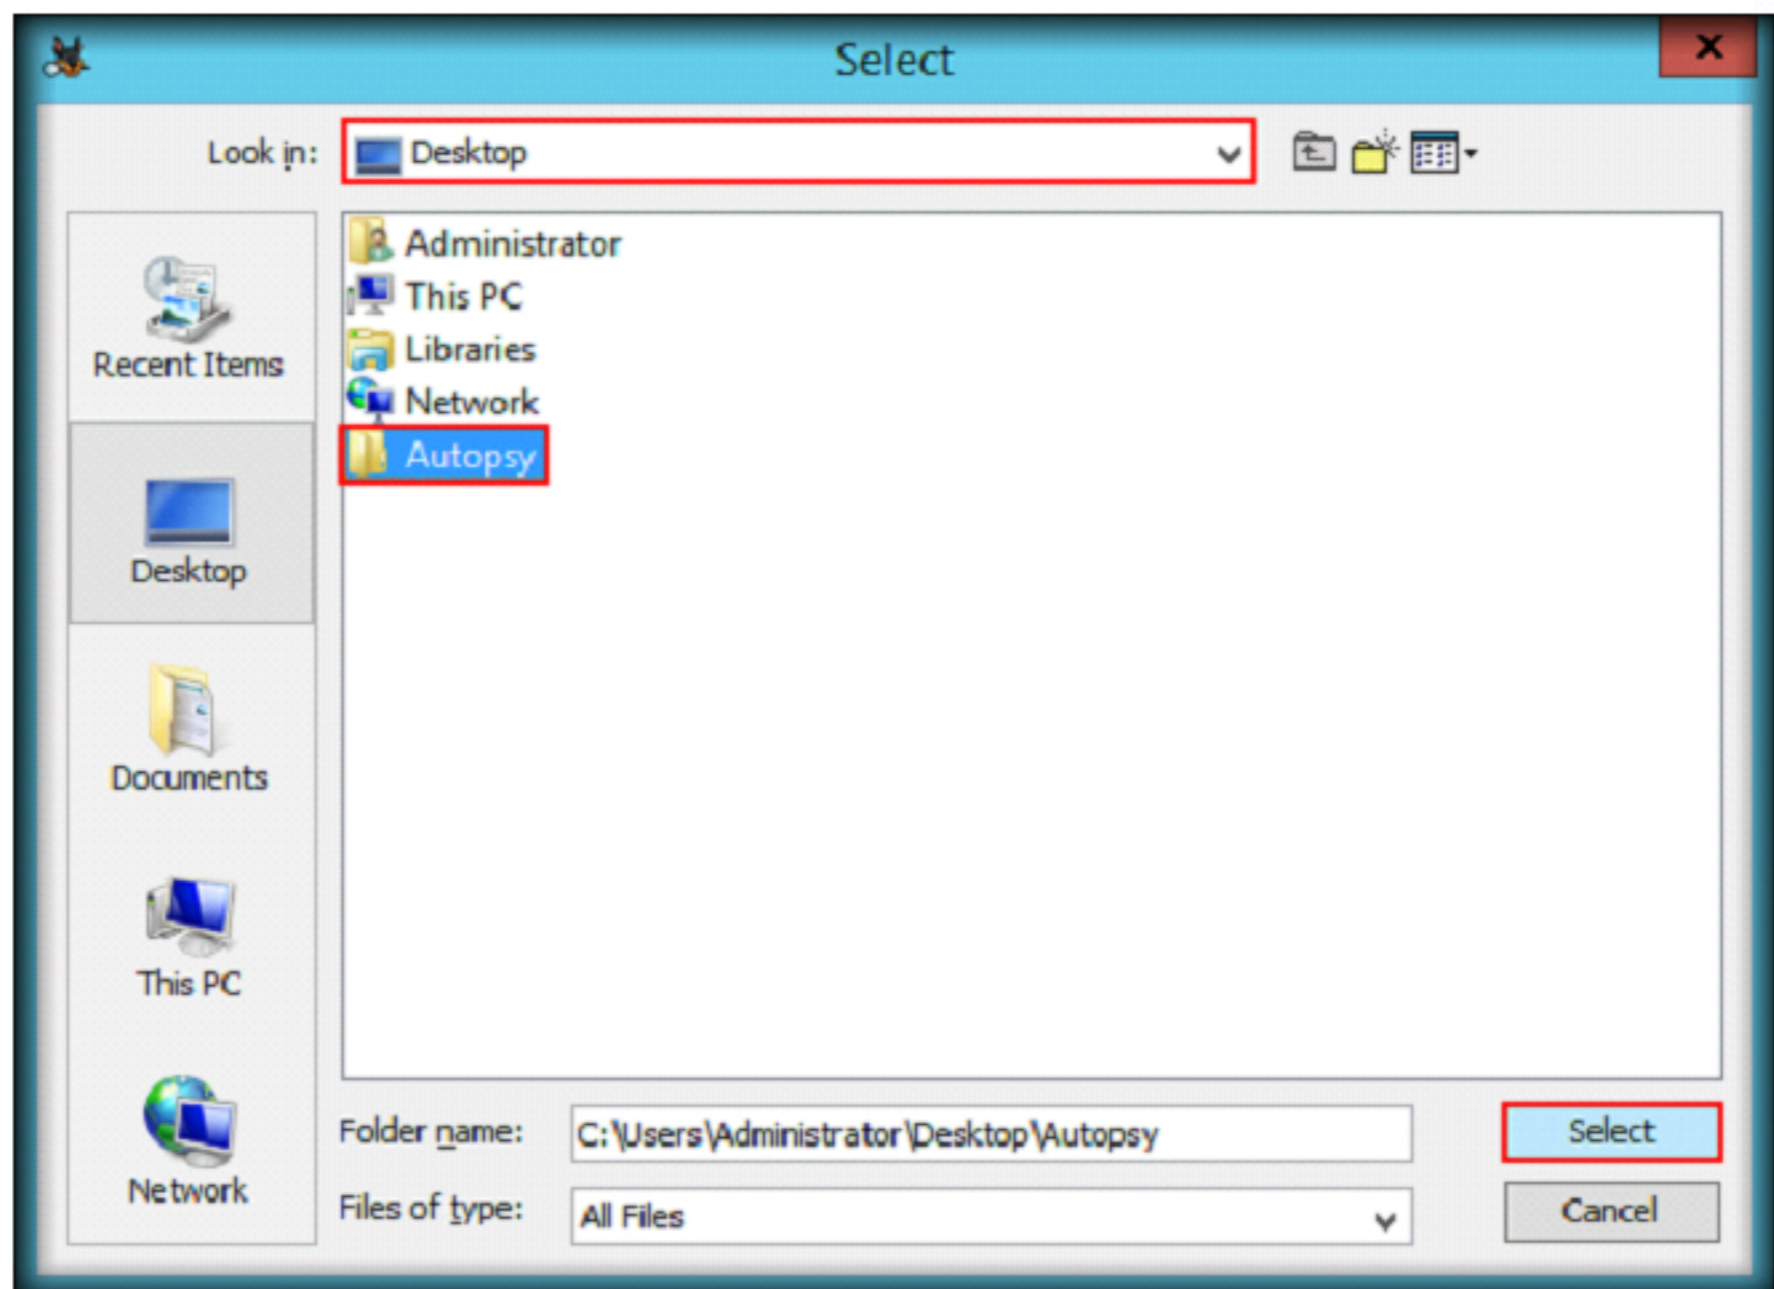 Select
x
Look in:
Desktop
Administrator
This PC
Libraries
Network
Autopsy
Recent Items
Desktop
Documents
This PC
Network
Folder name:
C:\Users\Administrator\Desktop\Autopsy
Select
Files of type:
All Files
Cancel